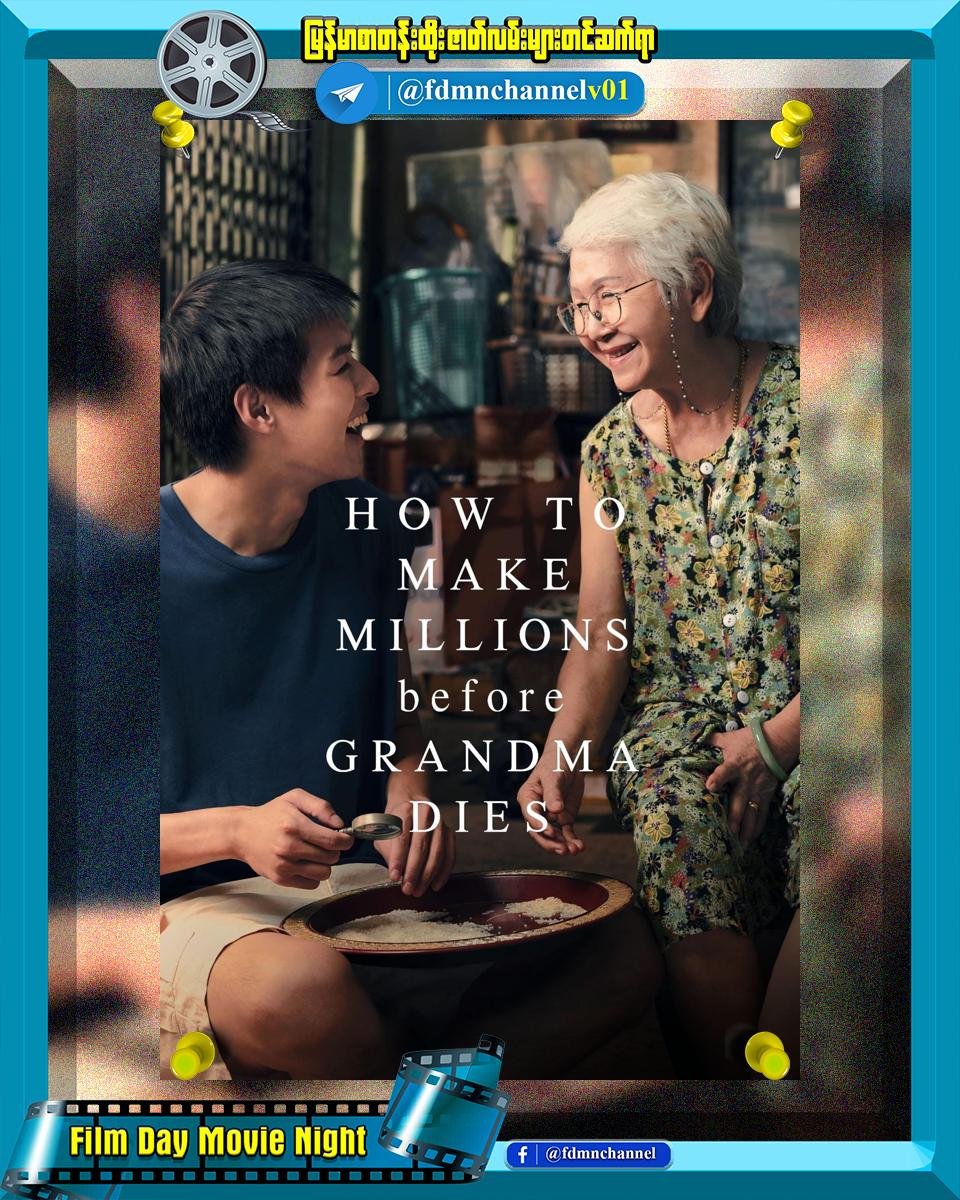 မြန်မာစာတန်းထိုးဇာတ်လမ်းများတင်ဆက်ရာ
@fdmnchannelv01
HOW TO
MAKE
MILLIONS
before
GRANDMA
DIES
Film Day Movie Night
f @fdmnchannel